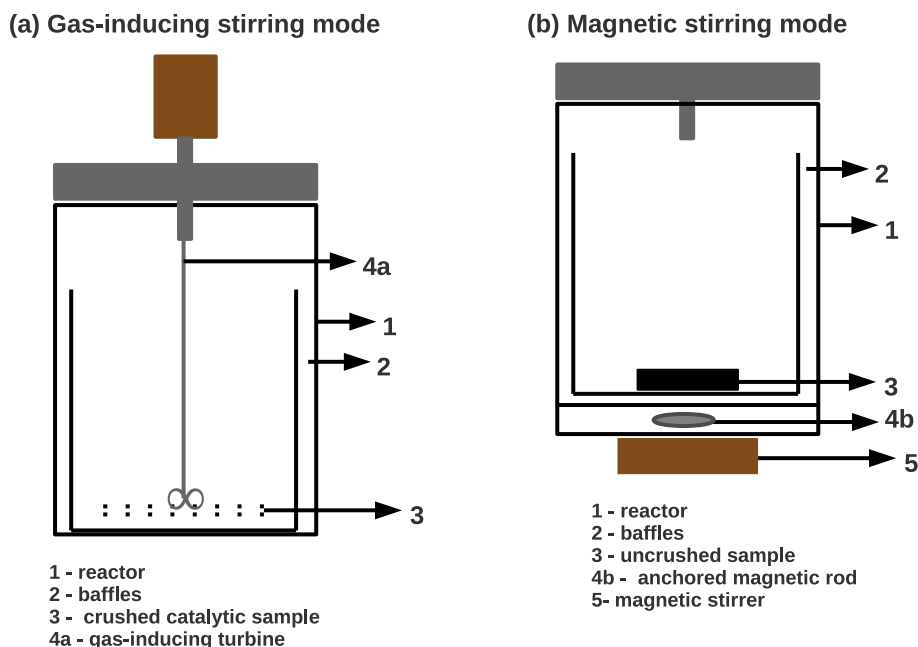 (a) Gas-inducing stirring mode
4a
1
2
3
1 - reactor
2 - baffles
3 - crushed catalytic sample
4a - gas-inducing turbine
(b) Magnetic stirring mode
2
1
3
4b
5
1 - reactor
2 - baffles
3 - uncrushed sample
4b - anchored magnetic rod
5- magnetic stirrer